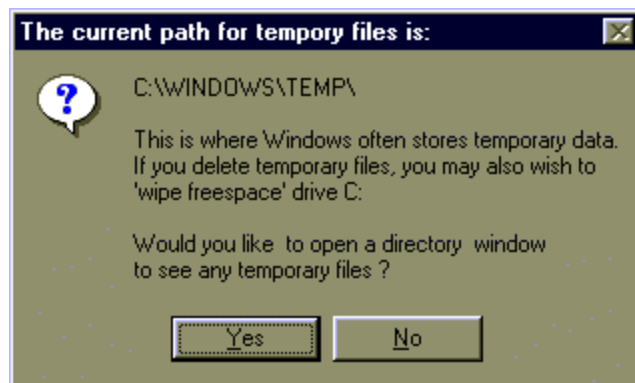 The current path for tempory files is:
C:\WINDOWS\TEMP\
This is where Windows often stores temporary data.
If you delete temporary files, you may also wish to
'wipe freespace' drive C:
Would you like  to open a directory  window
to see any temporary files ?
Yes No